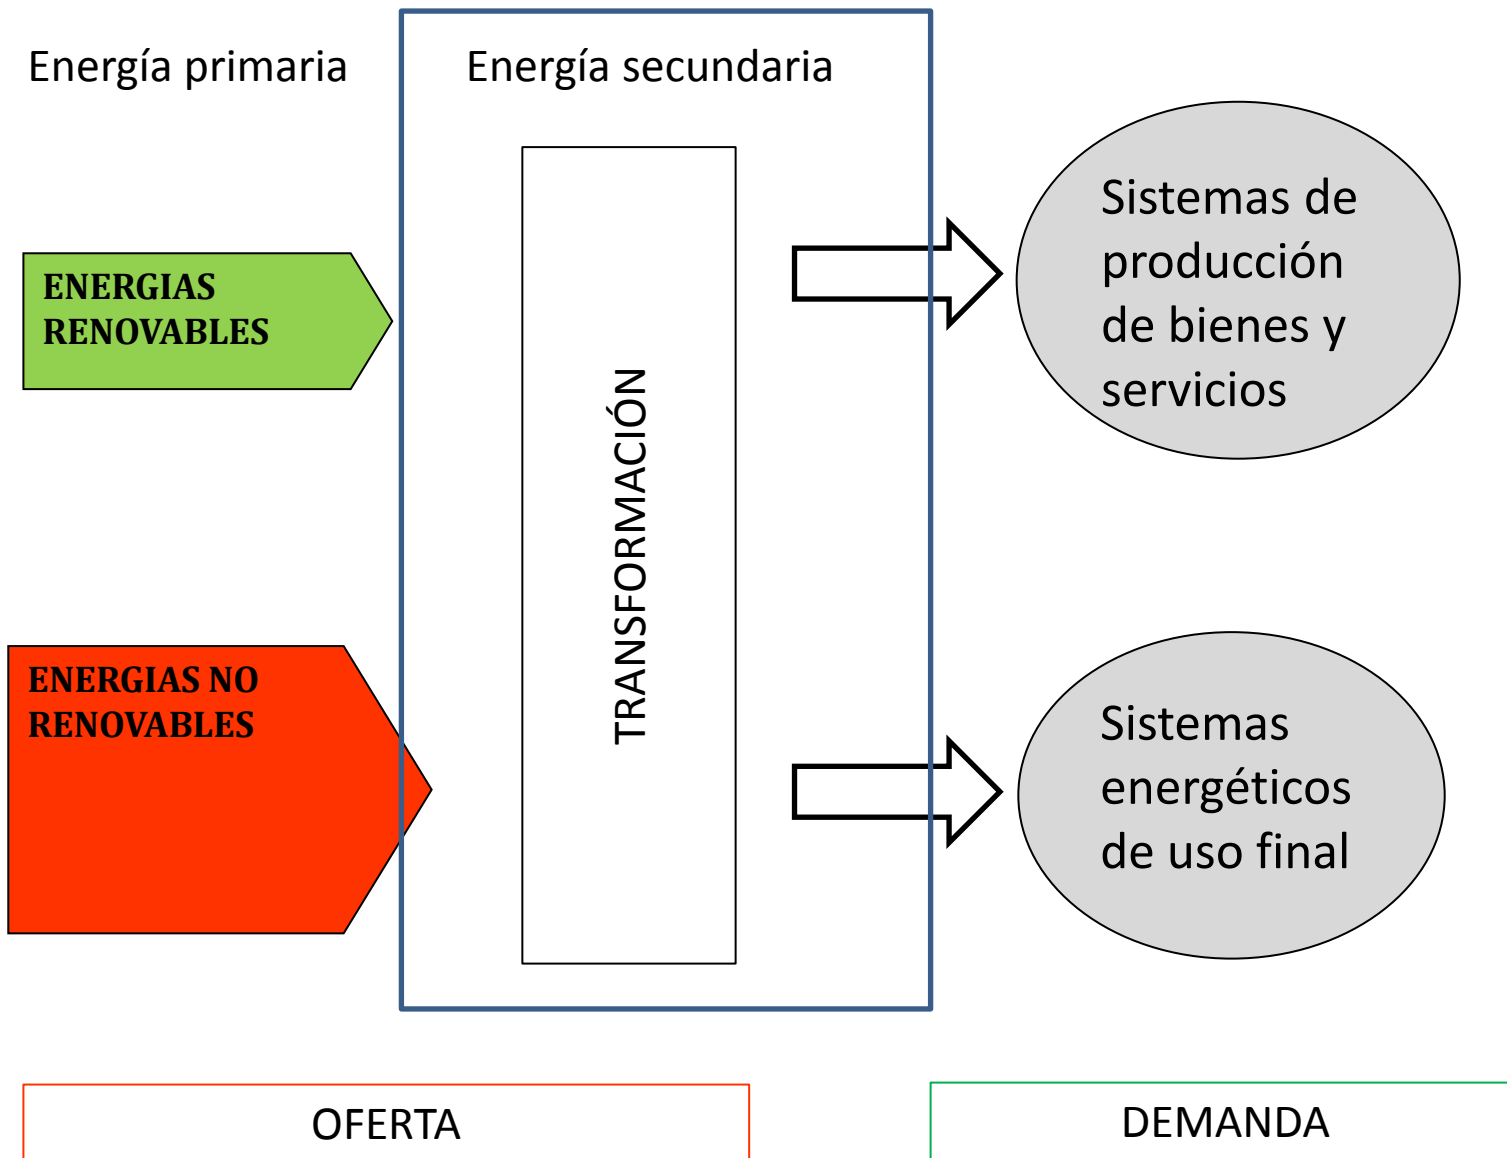 Energía primaria
Energía secundaria
ENERGIAS
RENOVABLES
ENERGIAS NO
RENOVABLES
TRANSFORMACIÓN
Sistemas de
producción
de bienes y
servicios
Sistemas
energéticos
de uso final
OFERTA
DEMANDA